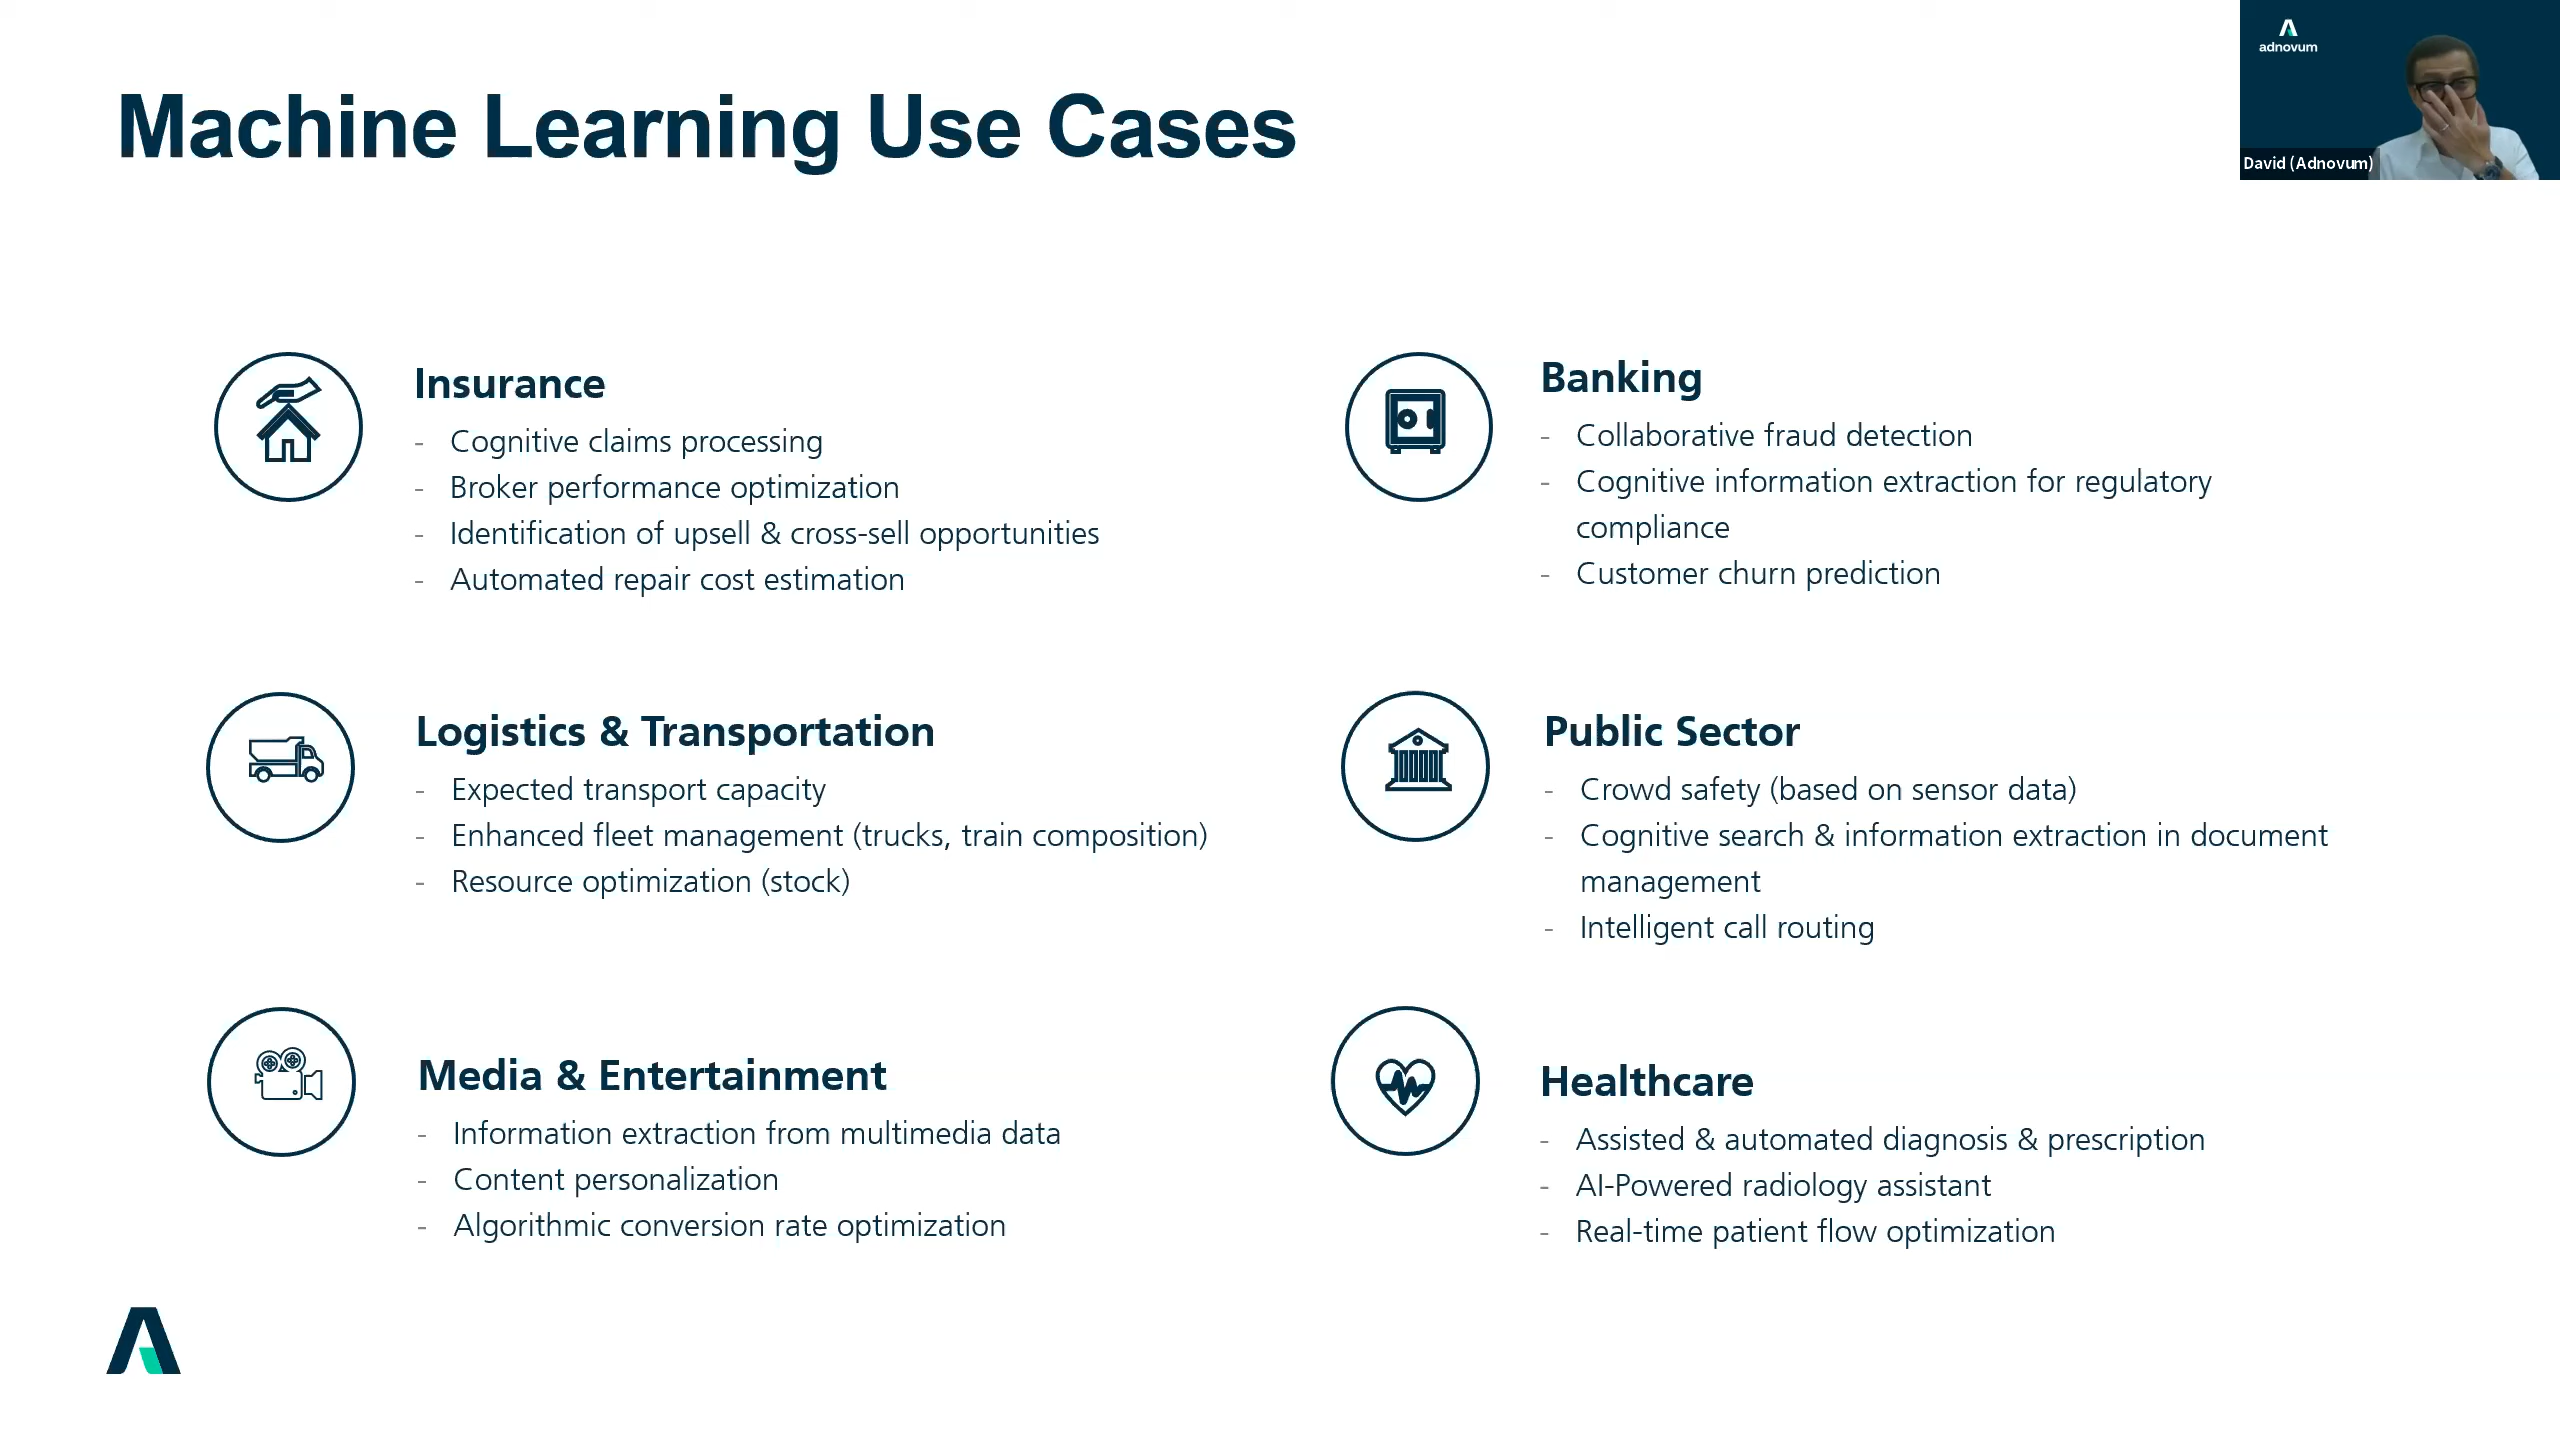 Machine Learning Use Cases
adnovum
David (Adnovum)
Insurance
- Cognitive claims processing
- Broker performance optimization
- Identification of upsell & cross-sell opportunities
- Automated repair cost estimation
Banking
- Collaborative fraud detection
- Cognitive information extraction for regulatory
compliance
- Customer churn prediction
Logistics & Transportation
- Expected transport capacity
- Enhanced fleet management (trucks, train composition)
- Resource optimization (stock)
Public Sector
- Crowd safety (based on sensor data)
- Cognitive search & information extraction in document
management
- Intelligent call routing
Media & Entertainment
- Information extraction from multimedia data
- Content personalization
- Algorithmic conversion rate optimization
Healthcare
- Assisted & automated diagnosis & prescription
- AI-Powered radiology assistant
- Real-time patient flow optimization